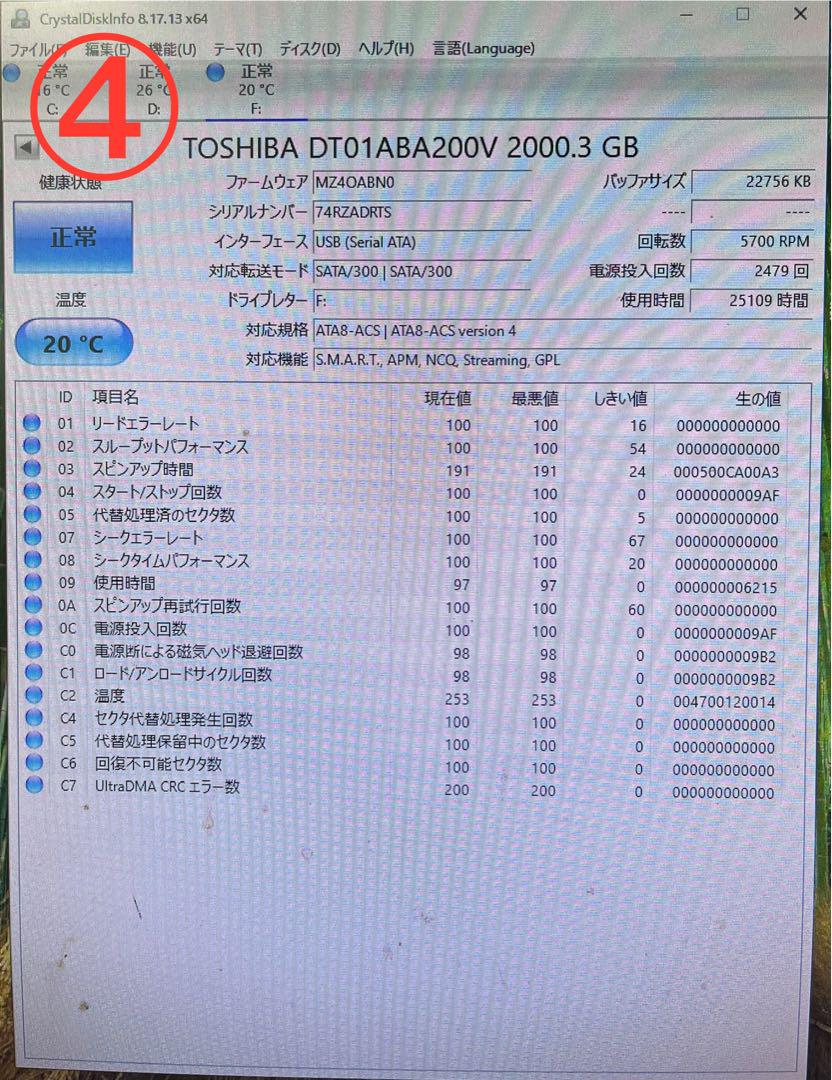 CrystalDiskInfo 8.17.13 x64
編集(E) 機能(U) テーマ(T) ディスク(D) ヘルプ(H) 言語(Language)
正常 正常 正常
6 °C 26 °C 20 °C
C: D: F:
④
TOSHIBA DT01ABA200V 2000.3 GB
健康状態
正常
温度
20 °C
ファームウェア MZ4OABN0 バッファサイズ 22756 KB
シリアルナンバー 74RZADRTS ---- ----
インターフェース USB (Serial ATA) 回転数 5700 RPM
対応転送モード SATA/300 | SATA/300 電源投入回数 2479 回
ドライブレター F: 使用時間 25109 時間
対応規格 ATA8-ACS | ATA8-ACS version 4
対応機能 S.M.A.R.T., APM, NCQ, Streaming, GPL
ID 項目名 現在値 最悪値 しきい値 生の値
01 リードエラーレート 100 100 16 000000000000
02 スループットパフォーマンス 100 100 54 000000000000
03 スピンアップ時間 191 191 24 000500CA00A3
04 スタート/ストップ回数 100 100 0 0000000009AF
05 代替処理済のセクタ数 100 100 5 000000000000
07 シークエラーレート 100 100 67 000000000000
08 シークタイムパフォーマンス 100 100 20 000000000000
09 使用時間 97 97 0 000000006215
0A スピンアップ再試行回数 100 100 60 000000000000
0C 電源投入回数 100 100 0 0000000009AF
C0 電源断による磁気ヘッド退避回数 98 98 0 0000000009B2
C1 ロード/アンロードサイクル回数 98 98 0 0000000009B2
C2 温度 253 253 0 004700120014
C4 セクタ代替処理発生回数 100 100 0 000000000000
C5 代替処理保留中のセクタ数 100 100 0 000000000000
C6 回復不可能セクタ数 100 100 0 000000000000
C7 UltraDMA CRC エラー数 200 200 0 000000000000